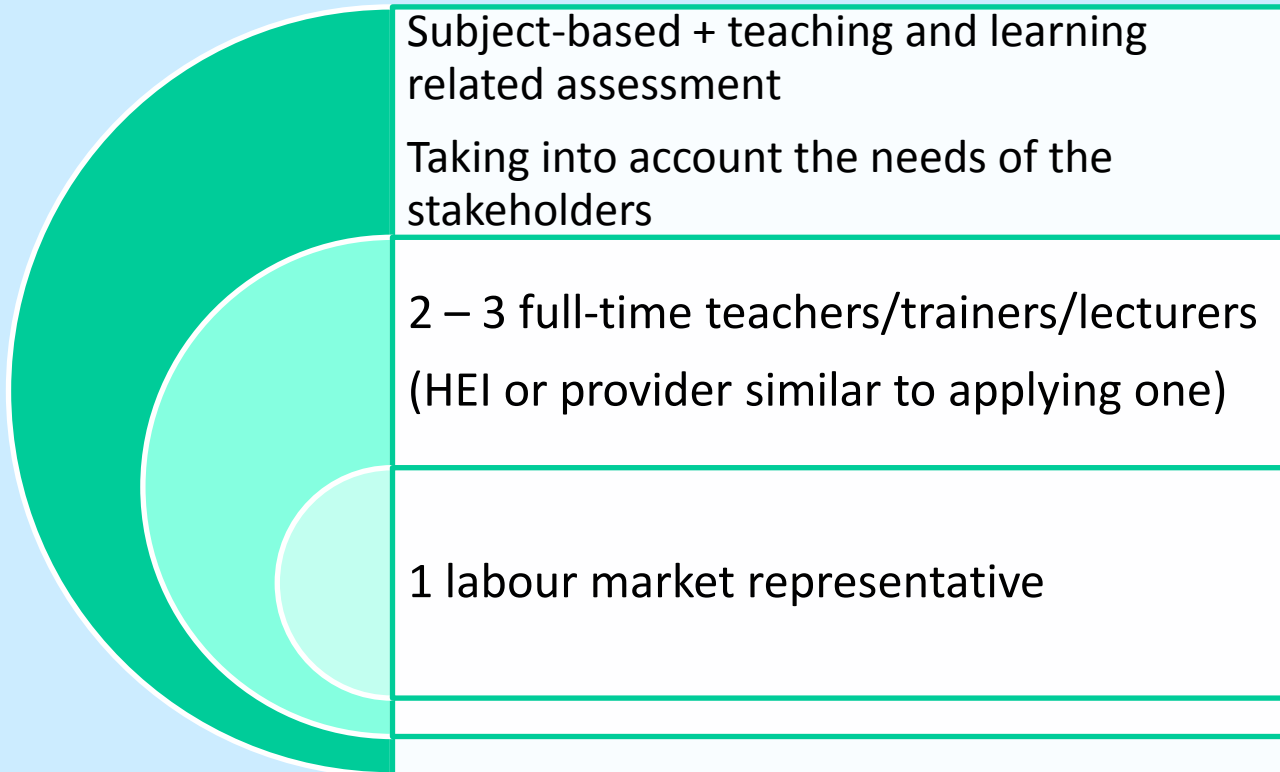 Subject-based + teaching and learning
related assessment
Taking into account the needs of the
stakeholders
2 – 3 full-time teachers/trainers/lecturers
(HEI or provider similar to applying one)
1 labour market representative